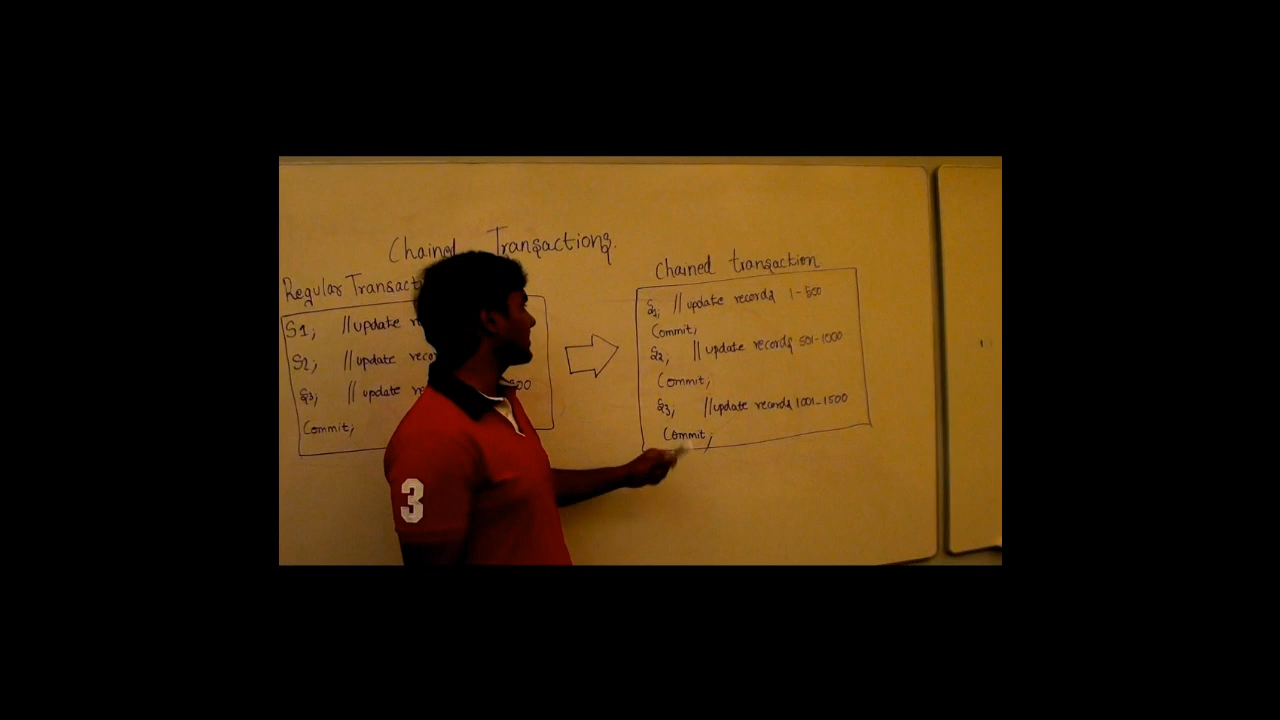 Chained Transactions.
Regular Transact
S1; //update
S2; //update reco
S3; //update
Commit;
Chained transaction
S1; //update records 1-500
Commit;
S2; //update records 501-1000
Commit;
S3; //update records 1001-1500
Commit;
3